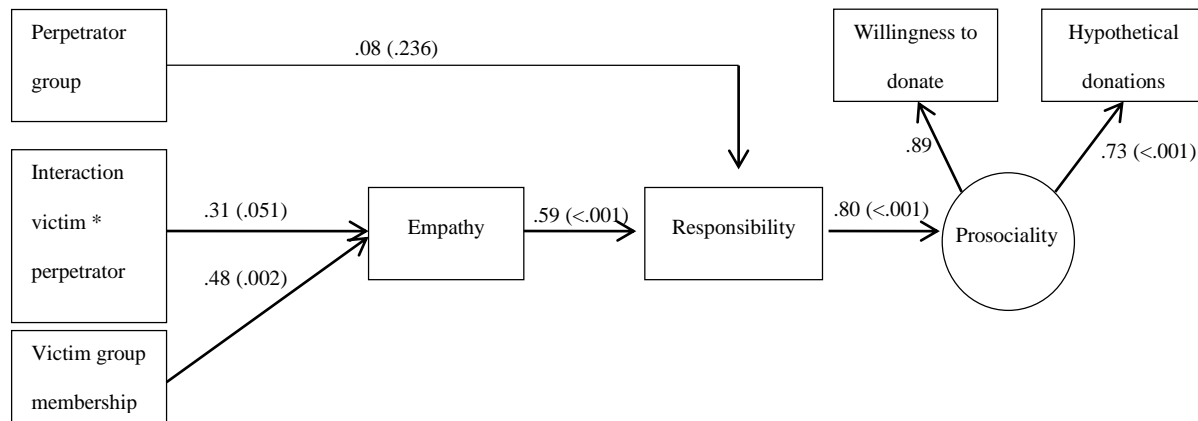 Perpetrator
group
.08 (.236)
Willingness to
donate
Hypothetical
donations
.89
.73 (<.001)
Interaction
victim *
perpetrator
.31 (.051)
.48 (.002)
Empathy
.59 (<.001)
Responsibility
.80 (<.001)
Prosociality
Victim group
membership